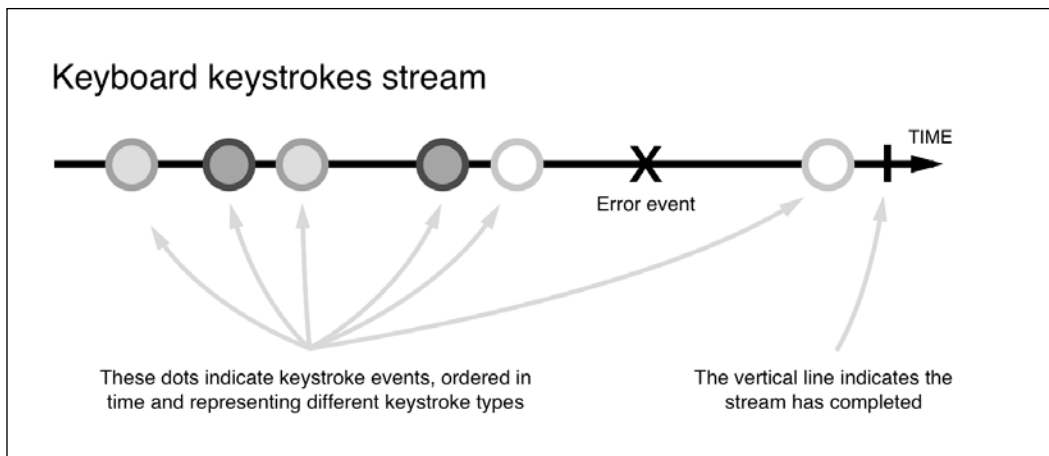 Keyboard keystrokes stream
TIME
Error event
These dots indicate keystroke events, ordered in
time and representing different keystroke types
The vertical line indicates the
stream has completed